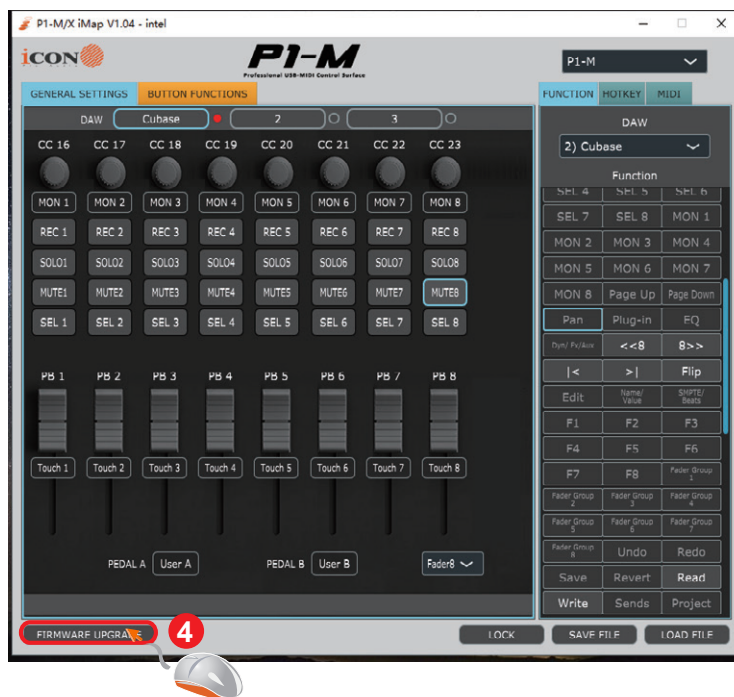 P1-M/X iMap V1.04 - intel
iCON
P1-M
Professional USB-MIDI Control Surface
P1-M
GENERAL SETTINGS BUTTON FUNCTIONS
FUNCTION HOTKEY MIDI
DAW Cubase 2 3
CC 16 CC 17 CC 18 CC 19 CC 20 CC 21 CC 22 CC 23
MON 1 MON 2 MON 3 MON 4 MON 5 MON 6 MON 7 MON 8
REC 1 REC 2 REC 3 REC 4 REC 5 REC 6 REC 7 REC 8
SOLO1 SOLO2 SOLO3 SOLO4 SOLO5 SOLO6 SOLO7 SOLO8
MUTE1 MUTE2 MUTE3 MUTE4 MUTE5 MUTE6 MUTE7 MUTE8
SEL 1 SEL 2 SEL 3 SEL 4 SEL 5 SEL 6 SEL 7 SEL 8
PB 1 PB 2 PB 3 PB 4 PB 5 PB 6 PB 7 PB 8
Touch 1 Touch 2 Touch 3 Touch 4 Touch 5 Touch 6 Touch 7 Touch 8
PEDAL A User A PEDAL B User B Fader8
DAW
2) Cubase
Function
SEL 4 SEL 5 SEL 6
SEL 7 SEL 8 MON 1
MON 2 MON 3 MON 4
MON 5 MON 6 MON 7
MON 8 Page Up Page Down
Pan Plug-in EQ
Dyn/ Fx/Aux <<8 8>>
|< >| Flip
Edit Name/ Value SMPTE/ Beats
F1 F2 F3
F4 F5 F6
F7 F8 Fader Group 1
Fader Group 2 Fader Group 3 Fader Group 4
Fader Group 5 Fader Group 6 Fader Group 7
Fader Group 8 Undo Redo
Save Revert Read
Write Sends Project
FIRMWARE UPGRADE 4 LOCK SAVE FILE LOAD FILE